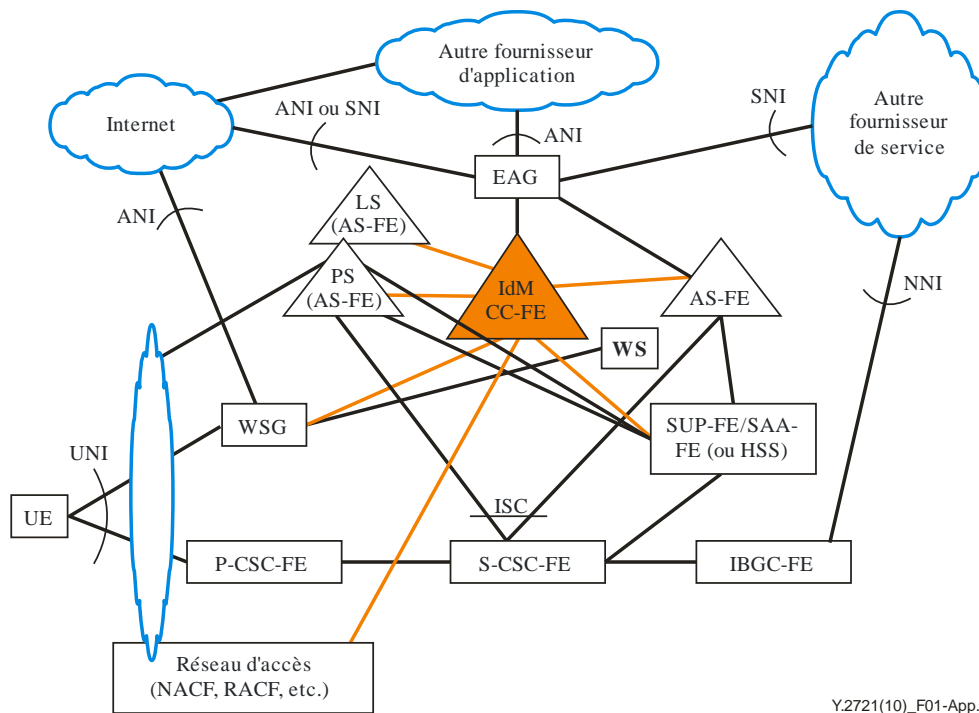 Autre fournisseur
d'application
Internet
ANI ou SNI
ANI
SNI
Autre
fournisseur
de service
EAG
LS
(AS-FE)
ANI
PS
(AS-FE)
IdM
CC-FE
AS-FE
NNI
WS
WSG
SUP-FE/SAA-
FE (ou HSS)
UNI
UE
ISC
P-CSC-FE
S-CSC-FE
IBGC-FE
Réseau d'accès
(NACF, RACF, etc.)
Y.2721(10)_F01-App.